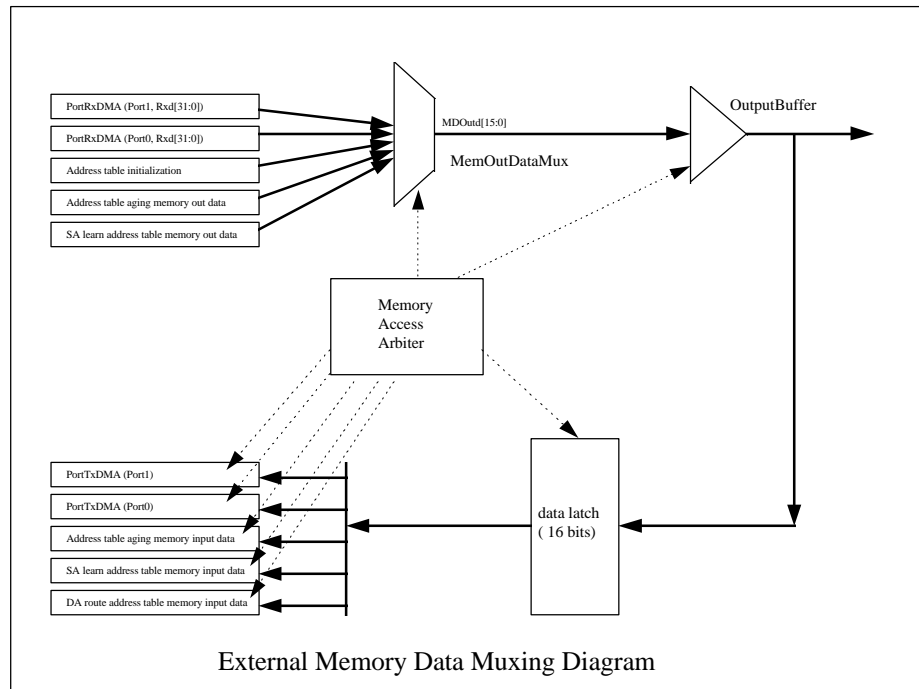 PortRxDMA (Port1, Rxd[31:0])
PortRxDMA (Port0, Rxd[31:0])
Address table initialization
Address table aging memory out data
SA learn address table memory out data
MDOutd[15:0]
MemOutDataMux
OutputBuffer
Memory
Access
Arbiter
PortTxDMA (Port1)
PortTxDMA (Port0)
Address table aging memory input data
SA learn address table memory input data
DA route address table memory input data
data latch
( 16 bits)
External Memory Data Muxing Diagram